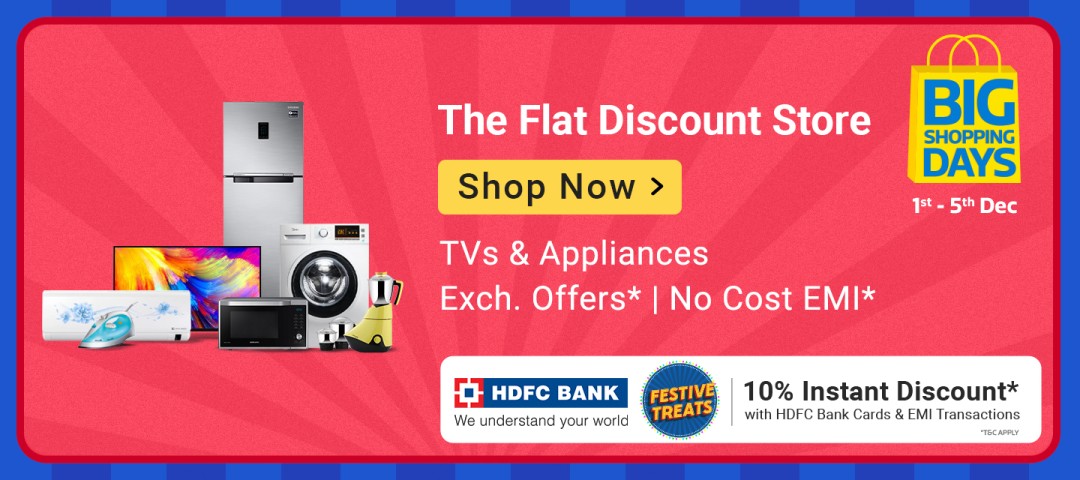 The Flat Discount Store
Shop Now >
TVs & Appliances
Exch. Offers* | No Cost EMI*
BIG
SHOPPING
DAYS
1st - 5th Dec
HDFC BANK
We understand your world
FESTIVE
TREATS
10% Instant Discount*
with HDFC Bank Cards & EMI Transactions
*T&C APPLY